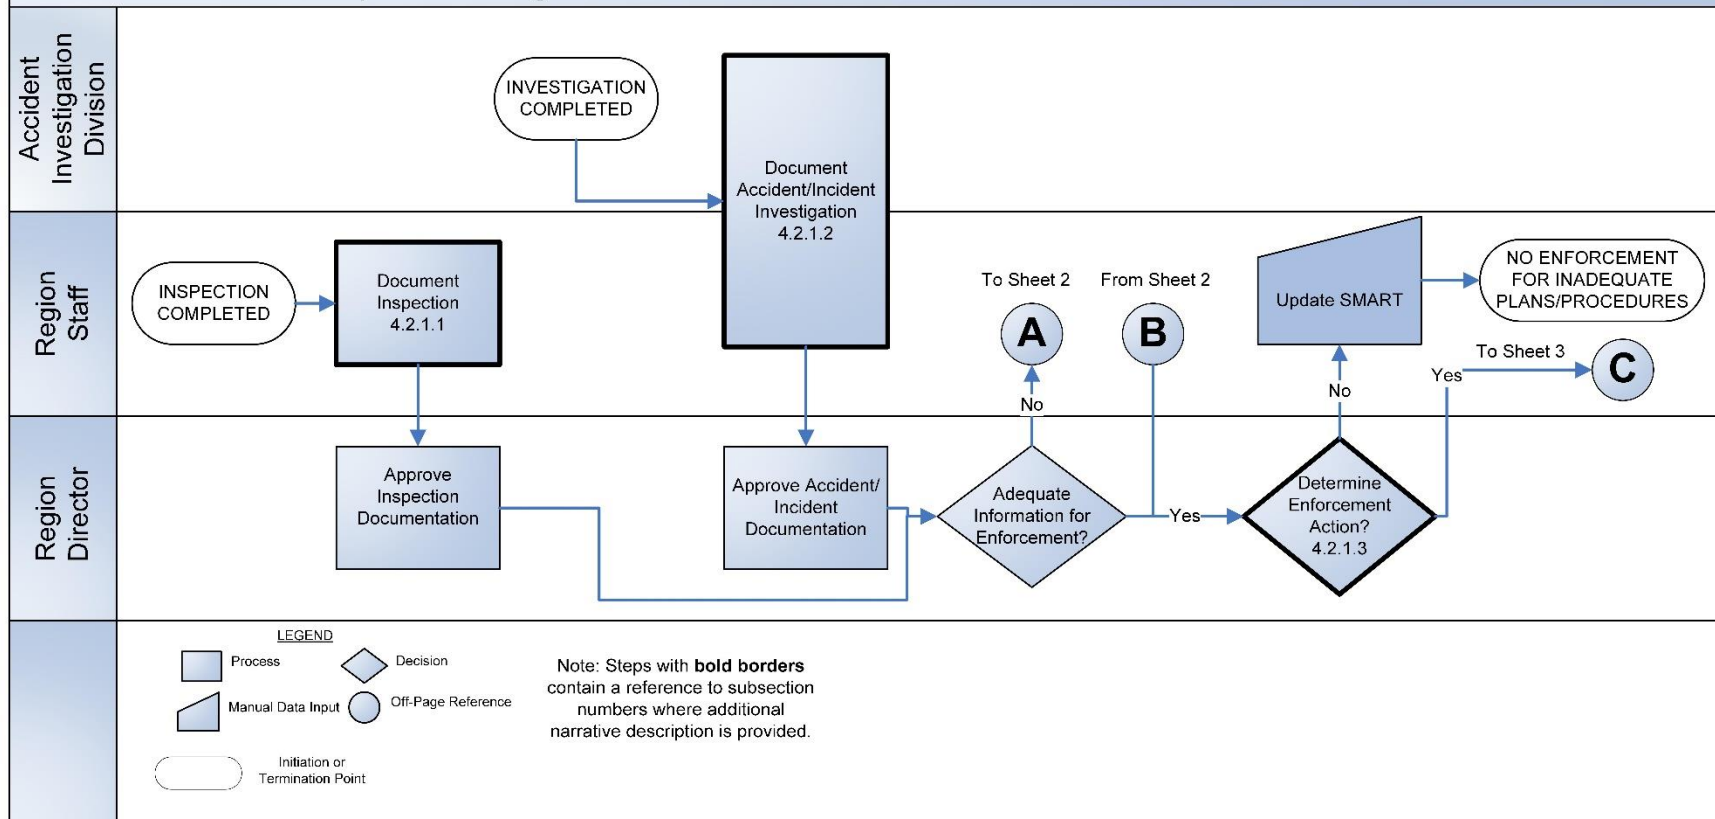 Accident
Investigation
Division
INVESTIGATION
COMPLETED
Document
Accident/Incident
Investigation
4.2.1.2
Region
Staff
INSPECTION
COMPLETED
Document
Inspection
4.2.1.1
To Sheet 2
A
No
From Sheet 2
B
Update SMART
NO ENFORCEMENT
FOR INADEQUATE
PLANS/PROCEDURES
No
Yes
To Sheet 3
C
Region
Director
Approve
Inspection
Documentation
Approve Accident/
Incident
Documentation
Adequate
Information for
Enforcement?
Yes
Determine
Enforcement
Action?
4.2.1.3
LEGEND
Process
Decision
Manual Data Input
Off-Page Reference
Initiation or
Termination Point
Note: Steps with bold borders
contain a reference to subsection
numbers where additional
narrative description is provided.